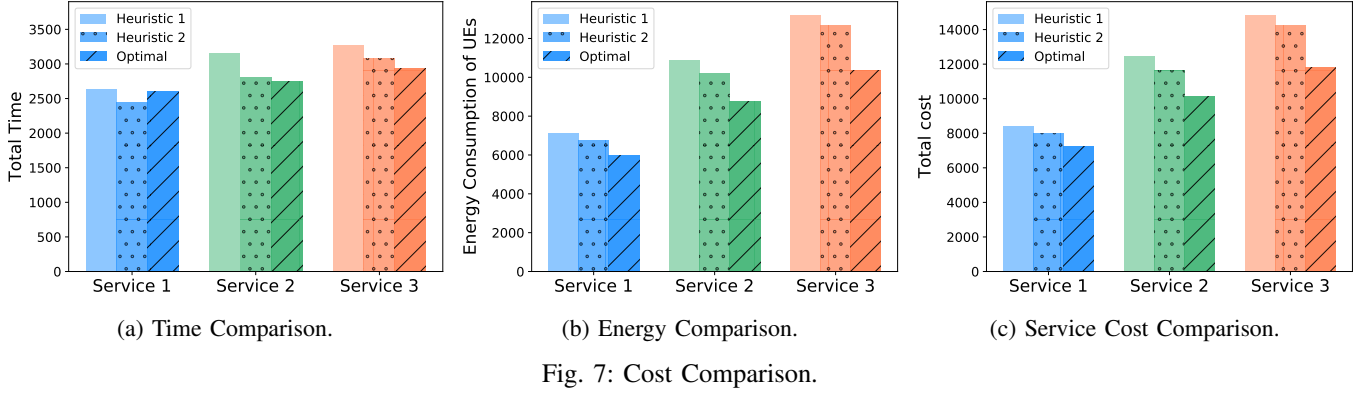 Total Time
3500
3000
2500
2000
1500
1000
500
0
Heuristic 1
Heuristic 2
Optimal
Service 1 Service 2 Service 3
(a) Time Comparison.
Energy Consumption of UEs
12000
10000
8000
6000
4000
2000
0
Heuristic 1
Heuristic 2
Optimal
Service 1 Service 2 Service 3
(b) Energy Comparison.
Total cost
14000
12000
10000
8000
6000
4000
2000
0
Heuristic 1
Heuristic 2
Optimal
Service 1 Service 2 Service 3
(c) Service Cost Comparison.
Fig. 7: Cost Comparison.